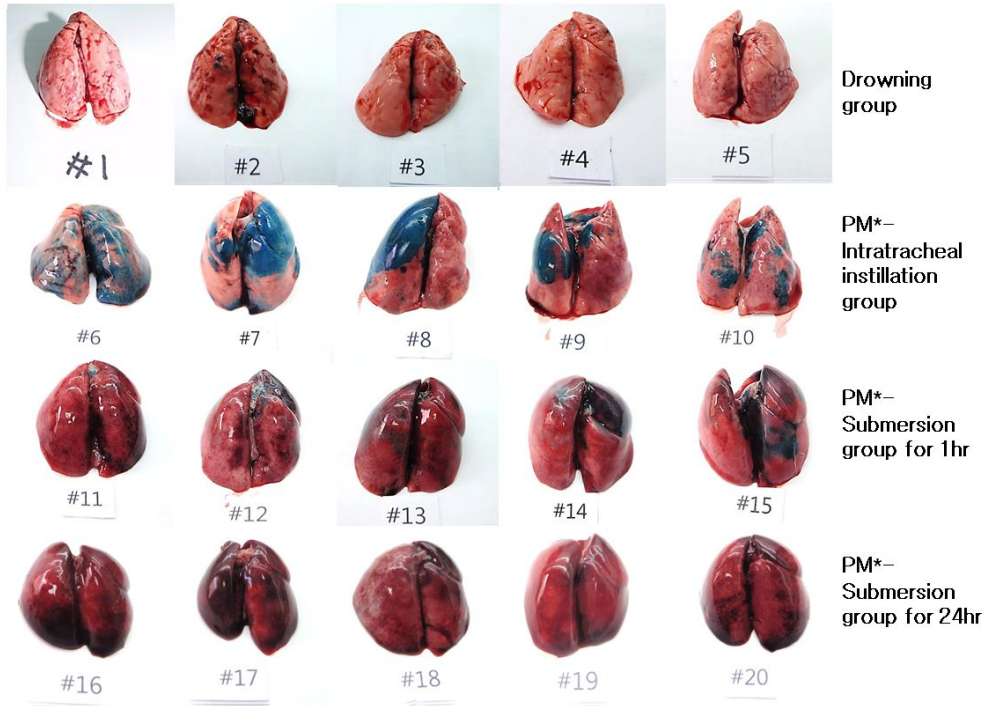 #1
#2
#3
#4
#5
Drowning
group
#6
#7
#8
#9
#10
PM*-
Intratracheal
instillation
group
#11
#12
#13
#14
#15
PM*-
Submersion
group for 1hr
#16
#17
#18
#19
#20
PM*-
Submersion
group for 24hr